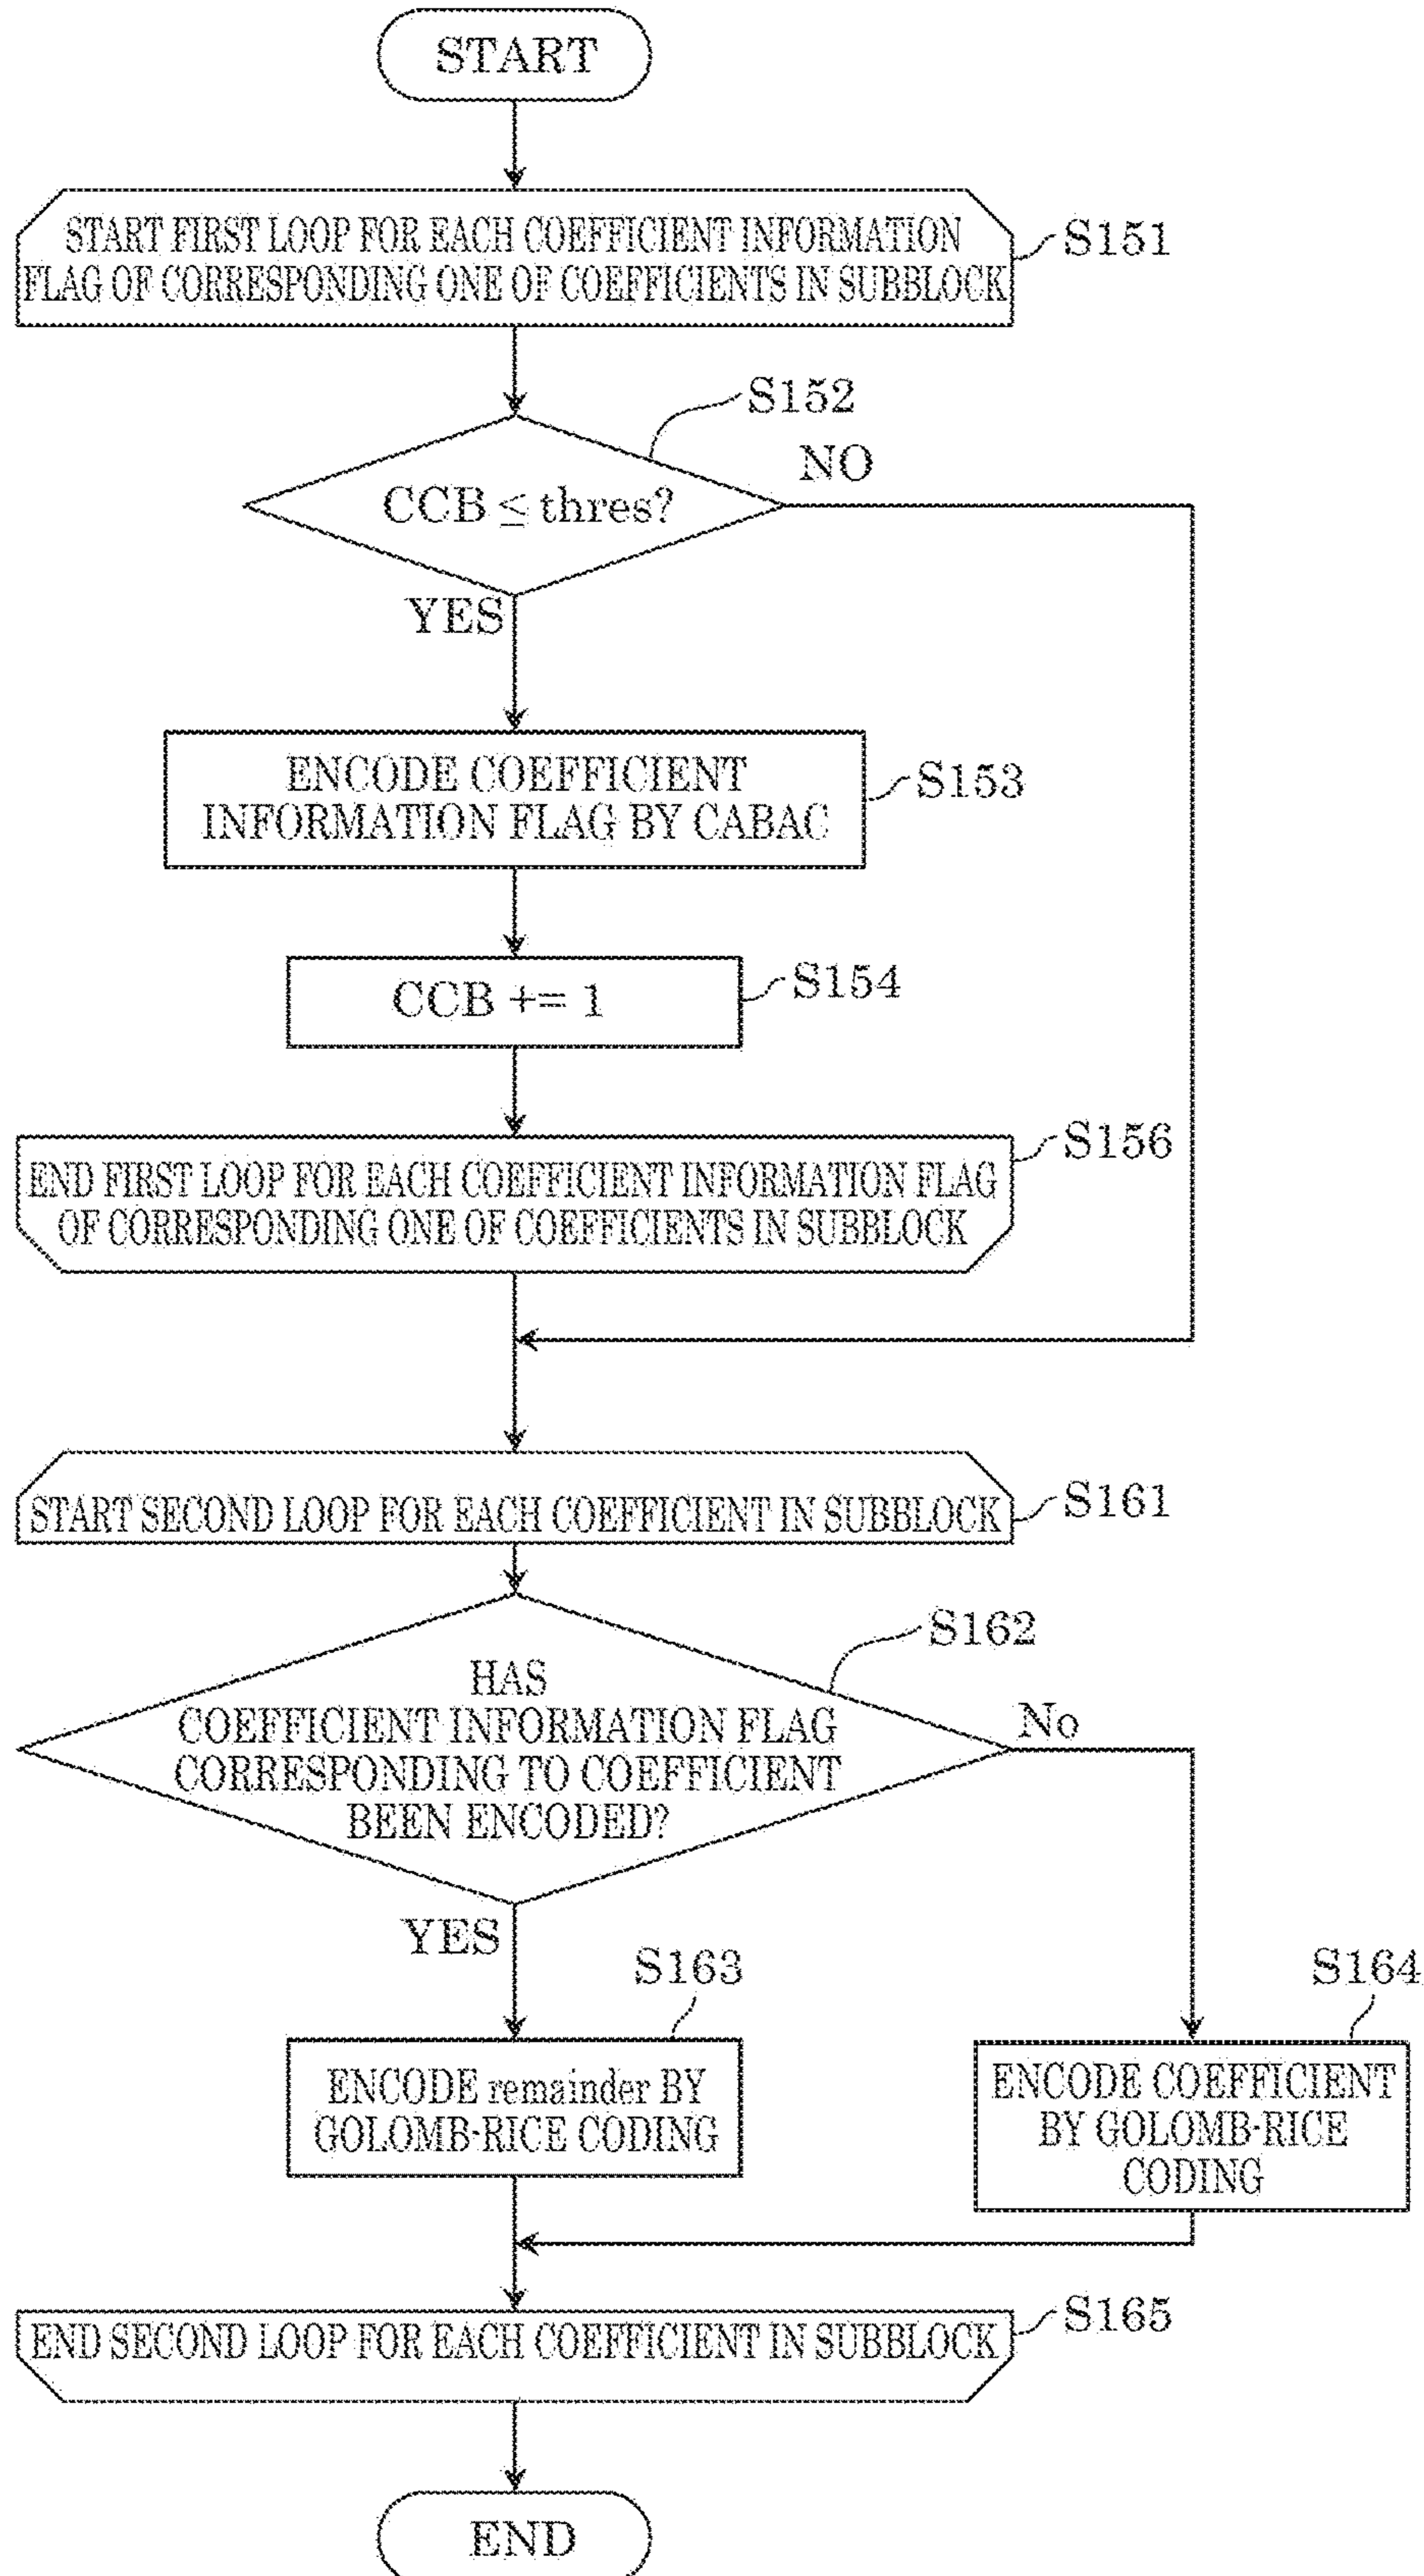 START
START FIRST LOOP FOR EACH COEFFICIENT INFORMATION
FLAG OF CORRESPONDING ONE OF COEFFICIENTS IN SUBBLOCK
S151
S152
CCB ≤ thres?
NO
YES
ENCODE COEFFICIENT
INFORMATION FLAG BY CABAC
S153
CCB += 1
S154
S156
END FIRST LOOP FOR EACH COEFFICIENT INFORMATION FLAG
OF CORRESPONDING ONE OF COEFFICIENTS IN SUBBLOCK
START SECOND LOOP FOR EACH COEFFICIENT IN SUBBLOCK
S161
S162
HAS
COEFFICIENT INFORMATION FLAG
CORRESPONDING TO COEFFICIENT
BEEN ENCODED?
No
YES
S163
S164
ENCODE remainder BY
GOLOMB-RICE CODING
ENCODE COEFFICIENT
BY GOLOMB-RICE
CODING
END SECOND LOOP FOR EACH COEFFICIENT IN SUBBLOCK
S165
END